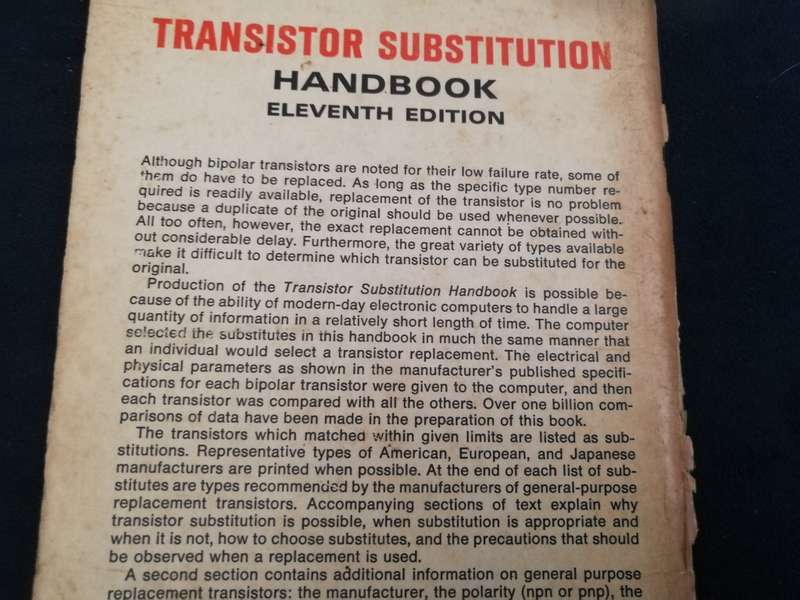 TRANSISTOR SUBSTITUTION
HANDBOOK
ELEVENTH EDITION
Although bipolar transistors are noted for their low failure rate, some of
them do have to be replaced. As long as the specific type number re-
quired is readily available, replacement of the transistor is no problem
because a duplicate of the original should be used whenever possible.
All too often, however, the exact replacement cannot be obtained with-
out considerable delay. Furthermore, the great variety of types available
make it difficult to determine which transistor can be substituted for the
original.
Production of the Transistor Substitution Handbook is possible be-
cause of the ability of modern-day electronic computers to handle a large
quantity of information in a relatively short length of time. The computer
selected the substitutes in this handbook in much the same manner that
an individual would select a transistor replacement. The electrical and
physical parameters as shown in the manufacturer's published specifi-
cations for each bipolar transistor were given to the computer, and then
each transistor was compared with all the others. Over one billion com-
parisons of data have been made in the preparation of this book.
The transistors which matched within given limits are listed as sub-
stitutions. Representative types of American, European, and Japanese
manufacturers are printed when possible. At the end of each list of sub-
stitutes are types recommended by the manufacturers of general-purpose
replacement transistors. Accompanying sections of text explain why
transistor substitution is possible, when substitution is appropriate and
when it is not, how to choose substitutes, and the precautions that should
be observed when a replacement is used.
A second section contains additional information on general purpose
replacement transistors: the manufacturer, the polarity (npn or pnp), the